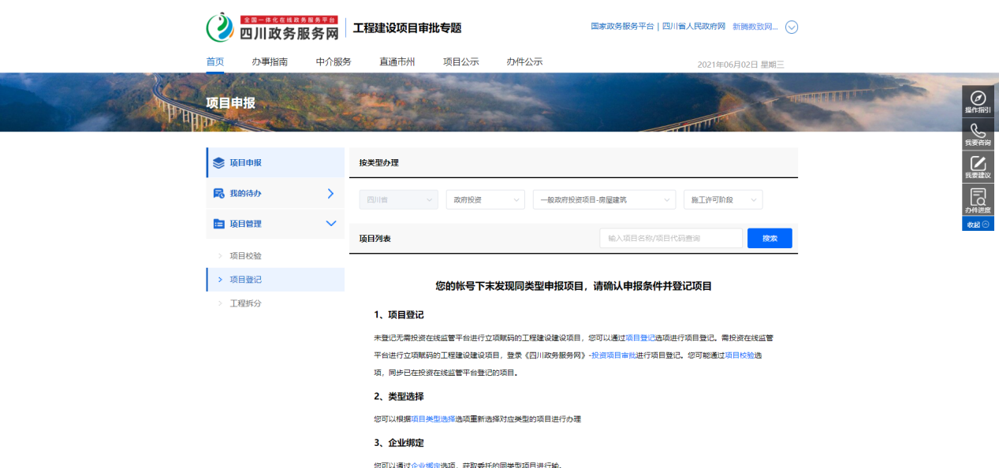 全国一体化在线政务服务平台
四川政务服务网
工程建设项目审批专题
国家政务服务平台 | 四川省人民政府网 新腾数致网...
首页 办事指南 中介服务 直通市州 项目公示 办件公示
2021年06月02日 星期三
项目申报
操作指引
我要咨询
我要建议
办件进度
收起
项目申报
我的待办
项目管理
项目校验
项目登记
工程拆分
按类型办理
四川省 政府投资 一般政府投资项目-房屋建筑 施工许可阶段
项目列表 输入项目名称/项目代码查询 搜索
您的帐号下未发现同类型申报项目，请确认申报条件并登记项目
1、项目登记
未登记无需投资在线监管平台进行立项赋码的工程建设建设项目，您可以通过项目登记选项进行项目登记。需投资在线监管
平台进行立项赋码的工程建设建设项目，登录《四川政务服务网》-投资项目审批进行项目登记。您可能通过项目校验选
项，同步已在投资在线监管平台登记的项目。
2、类型选择
您可以根据项目类型选择选项重新选择对应类型的项目进行办理
3、企业绑定
您可以通过企业绑定选项，获取委托的同类型项目进行输。